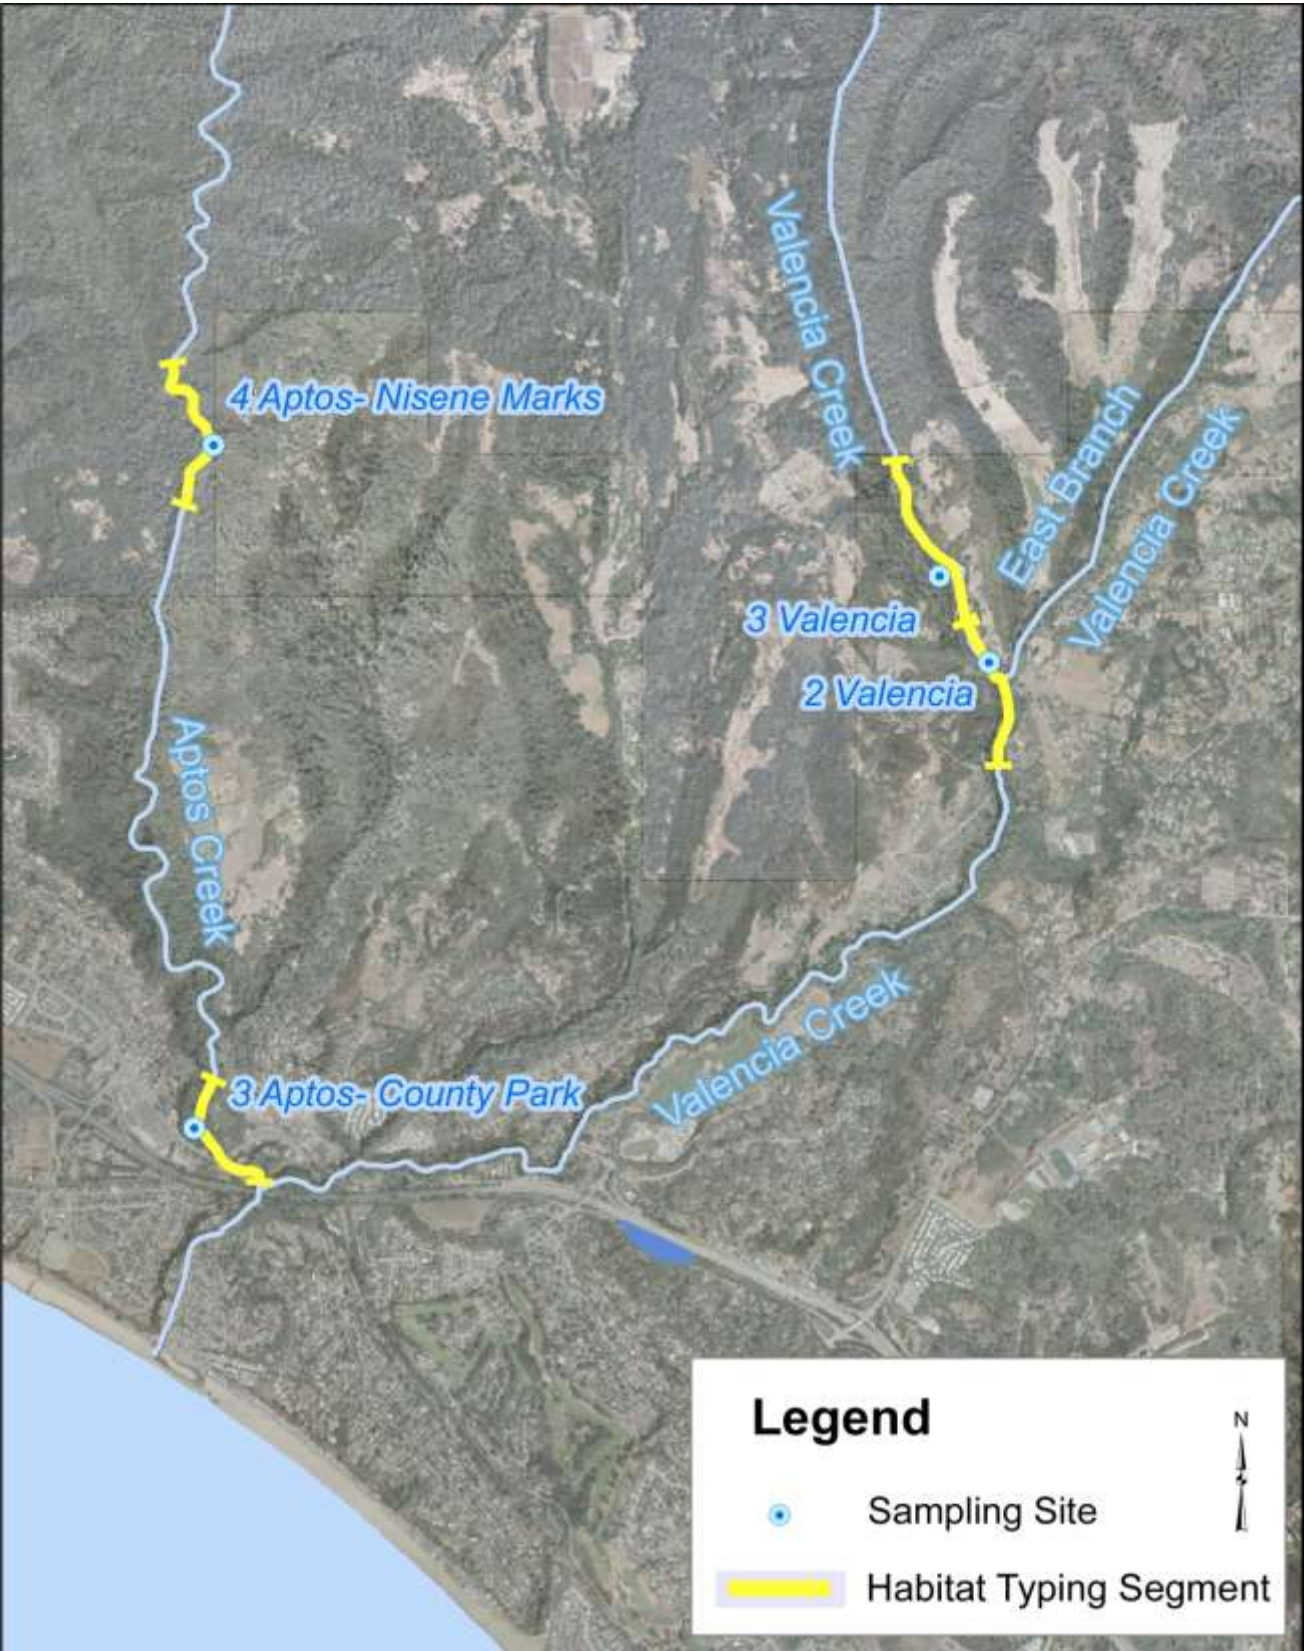 Valencia Creek
4 Aptos- Nisene Marks
East Branch
Valencia Creek
3 Valencia
2 Valencia
Aptos Creek
Valencia Creek
3 Aptos- County Park
Legend
N
Sampling Site
Habitat Typing Segment